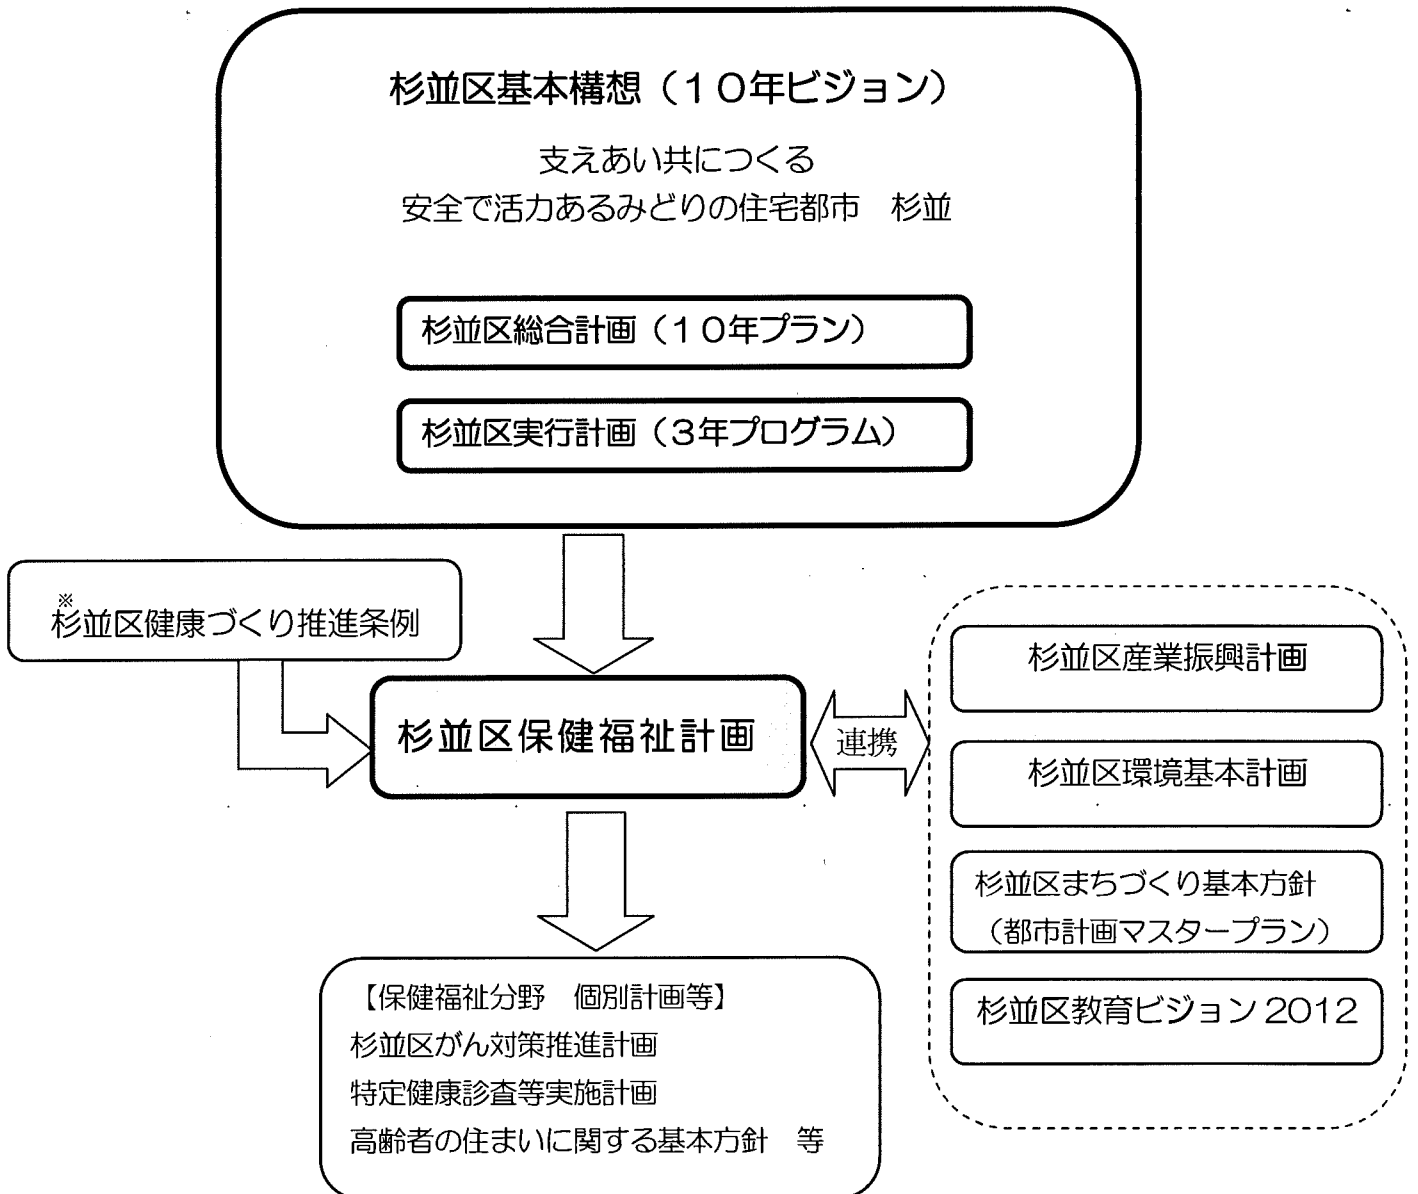 杉並区基本構想（１０年ビジョン）
支えあい共につくる
安全で活力あるみどりの住宅都市　杉並
杉並区総合計画（１０年プラン）
杉並区実行計画（３年プログラム）
※
杉並区健康づくり推進条例
杉並区保健福祉計画
連携
杉並区産業振興計画
杉並区環境基本計画
杉並区まちづくり基本方針
（都市計画マスタープラン）
杉並区教育ビジョン 2012
【保健福祉分野　個別計画等】
杉並区がん対策推進計画
特定健康診査等実施計画
高齢者の住まいに関する基本方針　等